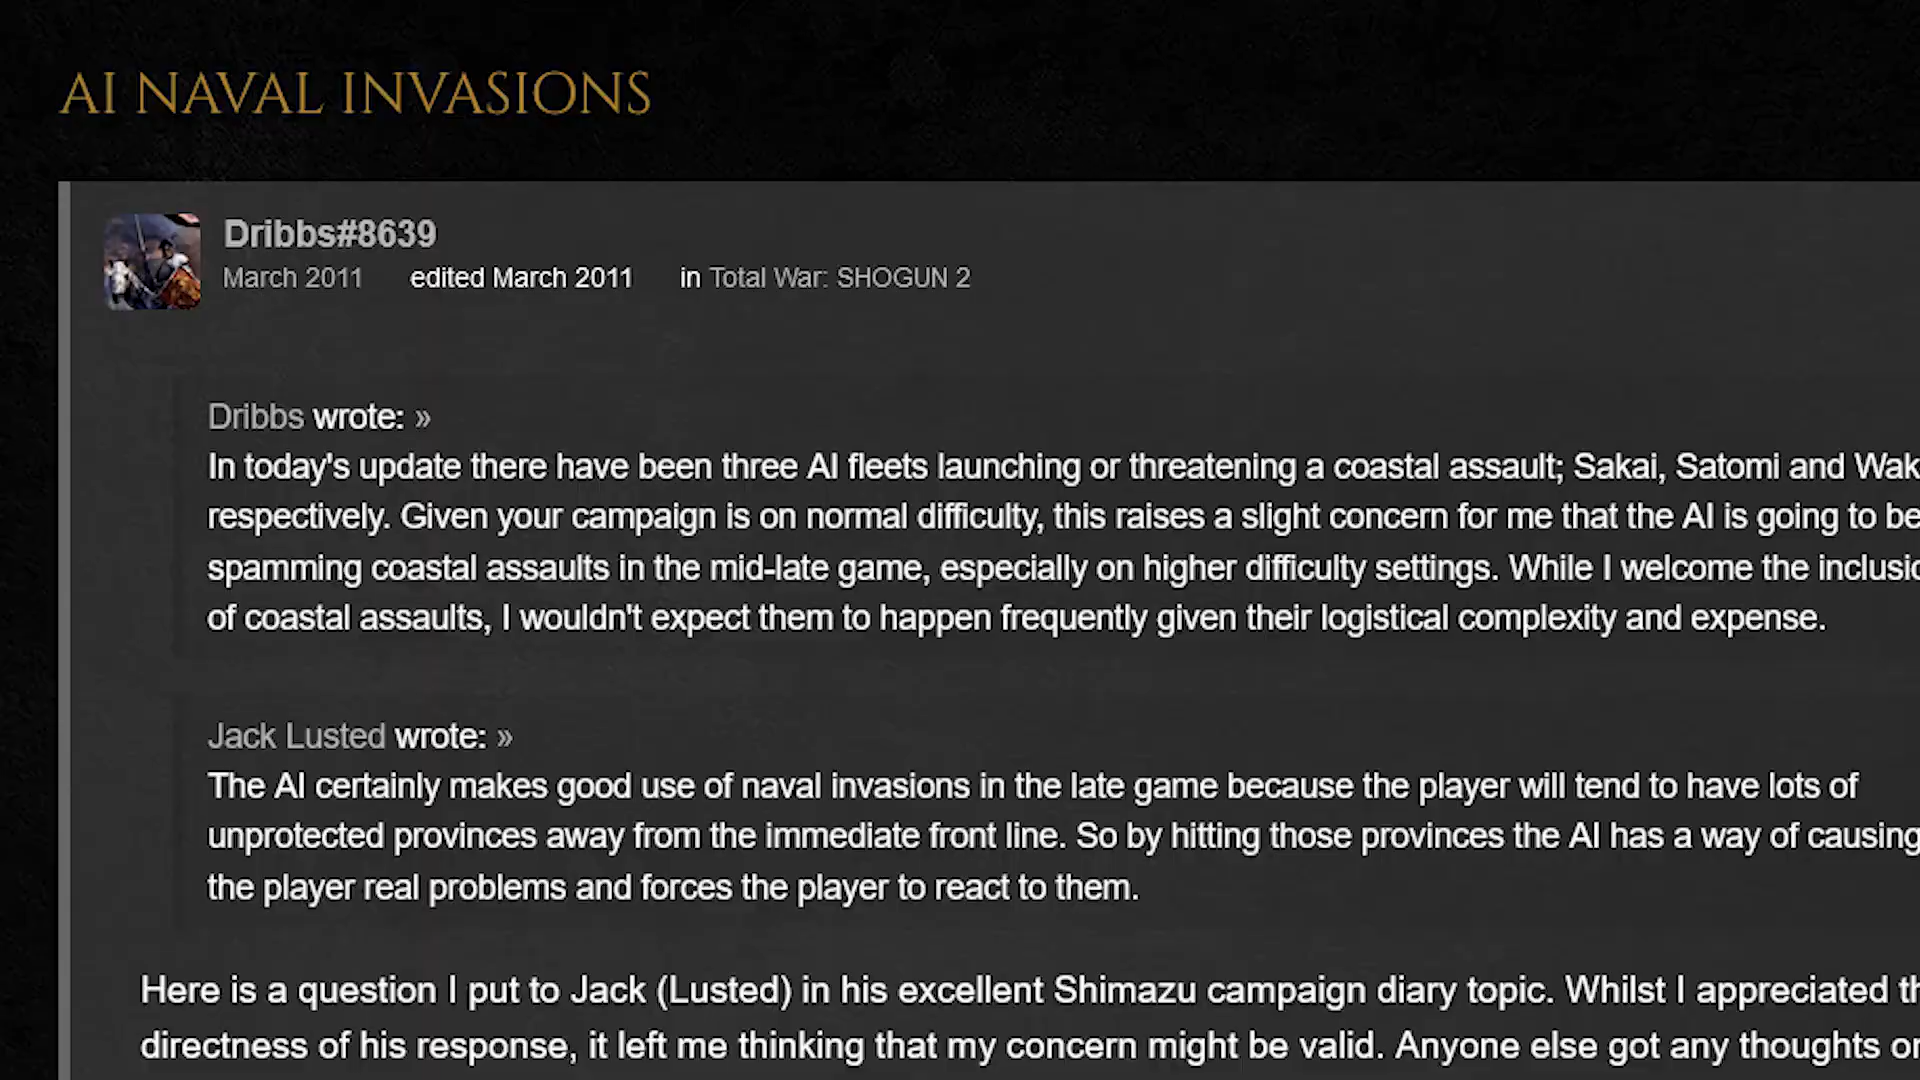 AI NAVAL INVASIONS
Dribbs#8639
March 2011 edited March 2011 in Total War: SHOGUN 2
Dribbs wrote: »
In today's update there have been three AI fleets launching or threatening a coastal assault; Sakai, Satomi and Wak
respectively. Given your campaign is on normal difficulty, this raises a slight concern for me that the AI is going to be
spamming coastal assaults in the mid-late game, especially on higher difficulty settings. While I welcome the inclusio
of coastal assaults, I wouldn't expect them to happen frequently given their logistical complexity and expense.
Jack Lusted wrote: »
The AI certainly makes good use of naval invasions in the late game because the player will tend to have lots of
unprotected provinces away from the immediate front line. So by hitting those provinces the AI has a way of causing
the player real problems and forces the player to react to them.
Here is a question I put to Jack (Lusted) in his excellent Shimazu campaign diary topic. Whilst I appreciated th
directness of his response, it left me thinking that my concern might be valid. Anyone else got any thoughts or